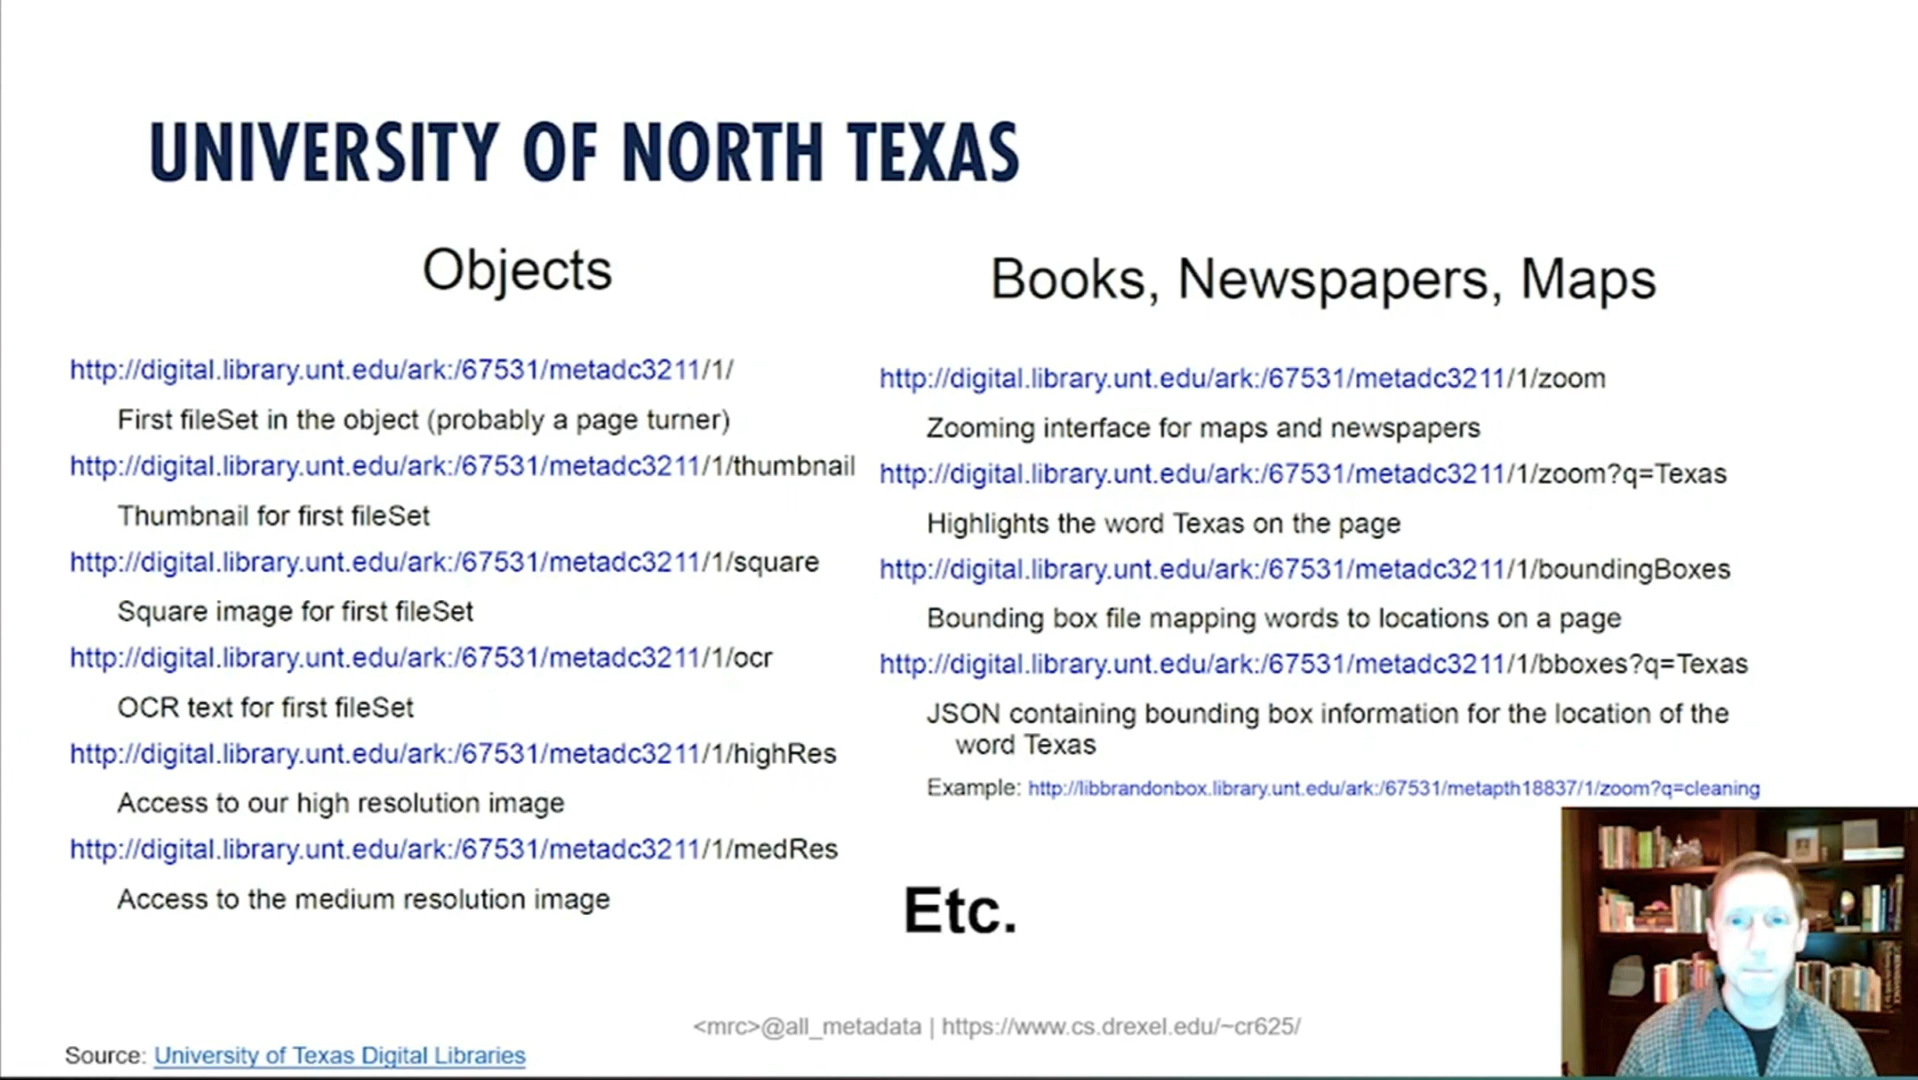 UNIVERSITY OF NORTH TEXAS
Objects
http://digital.library.unt.edu/ark:/67531/metadc3211/1/
First fileSet in the object (probably a page turner)
http://digital.library.unt.edu/ark:/67531/metadc3211/1/thumbnail
Thumbnail for first fileSet
http://digital.library.unt.edu/ark:/67531/metadc3211/1/square
Square image for first fileSet
http://digital.library.unt.edu/ark:/67531/metadc3211/1/ocr
OCR text for first fileSet
http://digital.library.unt.edu/ark:/67531/metadc3211/1/highRes
Access to our high resolution image
http://digital.library.unt.edu/ark:/67531/metadc3211/1/medRes
Access to the medium resolution image
Books, Newspapers, Maps
http://digital.library.unt.edu/ark:/67531/metadc3211/1/zoom
Zooming interface for maps and newspapers
http://digital.library.unt.edu/ark:/67531/metadc3211/1/zoom?q=Texas
Highlights the word Texas on the page
http://digital.library.unt.edu/ark:/67531/metadc3211/1/boundingBoxes
Bounding box file mapping words to locations on a page
http://digital.library.unt.edu/ark:/67531/metadc3211/1/bboxes?q=Texas
JSON containing bounding box information for the location of the
word Texas
Example: http://libbrandonbox.library.unt.edu/ark:/67531/metapth18837/1/zoom?q=cleaning
Etc.
<mrc>@all_metadata | https://www.cs.drexel.edu/~cr625/
Source: University of Texas Digital Libraries